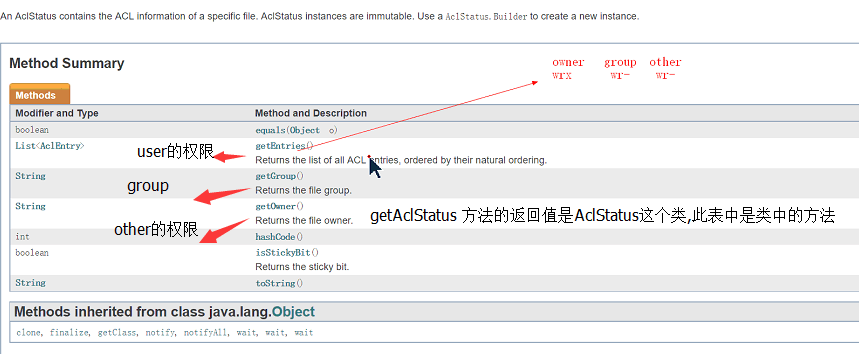 An AclStatus contains the ACL information of a specific file. AclStatus instances are immutable. Use a AclStatus.Builder to create a new instance.
Method Summary
owner group other
wrx wr- wr-
Methods
Modifier and Type Method and Description
boolean equals(Object o)
List<AclEntry> getEntries()
user的权限
Returns the list of all ACL entries, ordered by their natural ordering.
String getGroup()
group
Returns the file group.
String getOwner()
other的权限
Returns the file owner.
getAclStatus 方法的返回值是AclStatus这个类,此表中是类中的方法
int hashCode()
boolean isStickyBit()
Returns the sticky bit.
String toString()
Methods inherited from class java.lang.Object
clone, finalize, getClass, notify, notifyAll, wait, wait, wait